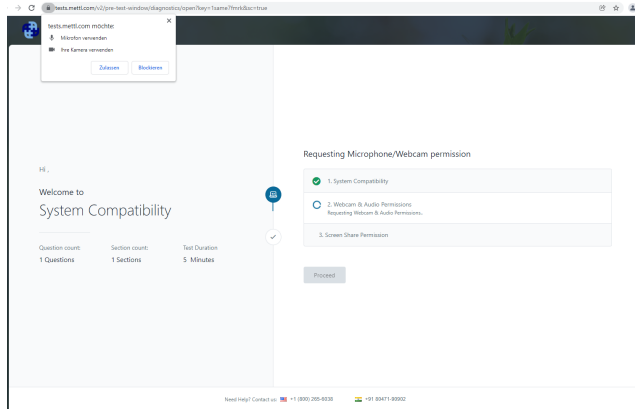 tests.mettl.com/v2/pre-test-window/diagnostics/open?key=1same7fmrk&sc=true
tests.mettl.com möchte:
Mikrofon verwenden
Ihre Kamera verwenden
Zulassen Blockieren
Hi ,
Welcome to
System Compatibility
Question count: Section count: Test Duration
1 Questions 1 Sections 5 Minutes
Requesting Microphone/Webcam permission
1. System Compatibility
2. Webcam & Audio Permissions
Requesting Webcam & Audio Permissions.
3. Screen Share Permission
Proceed
Need Help? Contact us: +1 (800) 265-6038 +91 80471-80902